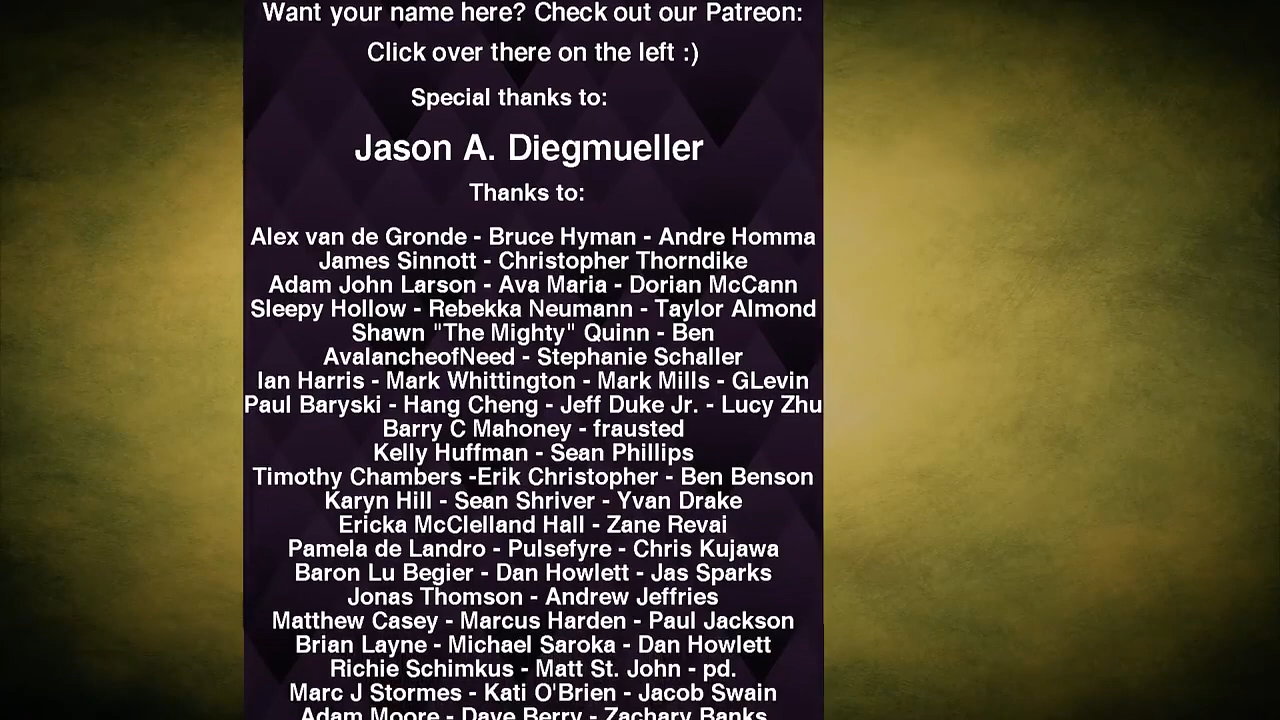 Want your name here? Check out our Patreon:
Click over there on the left :)
Special thanks to:
Jason A. Diegmueller
Thanks to:
Alex van de Gronde - Bruce Hyman - Andre Homma
James Sinnott - Christopher Thorndike
Adam John Larson - Ava Maria - Dorian McCann
Sleepy Hollow - Rebekka Neumann - Taylor Almond
Shawn "The Mighty" Quinn - Ben
AvalancheofNeed - Stephanie Schaller
Ian Harris - Mark Whittington - Mark Mills - GLevin
Paul Baryski - Hang Cheng - Jeff Duke Jr. - Lucy Zhu
Barry C Mahoney - frausted
Kelly Huffman - Sean Phillips
Timothy Chambers -Erik Christopher - Ben Benson
Karyn Hill - Sean Shriver - Yvan Drake
Ericka McClelland Hall - Zane Revai
Pamela de Landro - Pulsefyre - Chris Kujawa
Baron Lu Begier - Dan Howlett - Jas Sparks
Jonas Thomson - Andrew Jeffries
Matthew Casey - Marcus Harden - Paul Jackson
Brian Layne - Michael Saroka - Dan Howlett
Richie Schimkus - Matt St. John - pd.
Marc J Stormes - Kati O'Brien - Jacob Swain
Adam Moore - Dave Berry - Zachary Banks